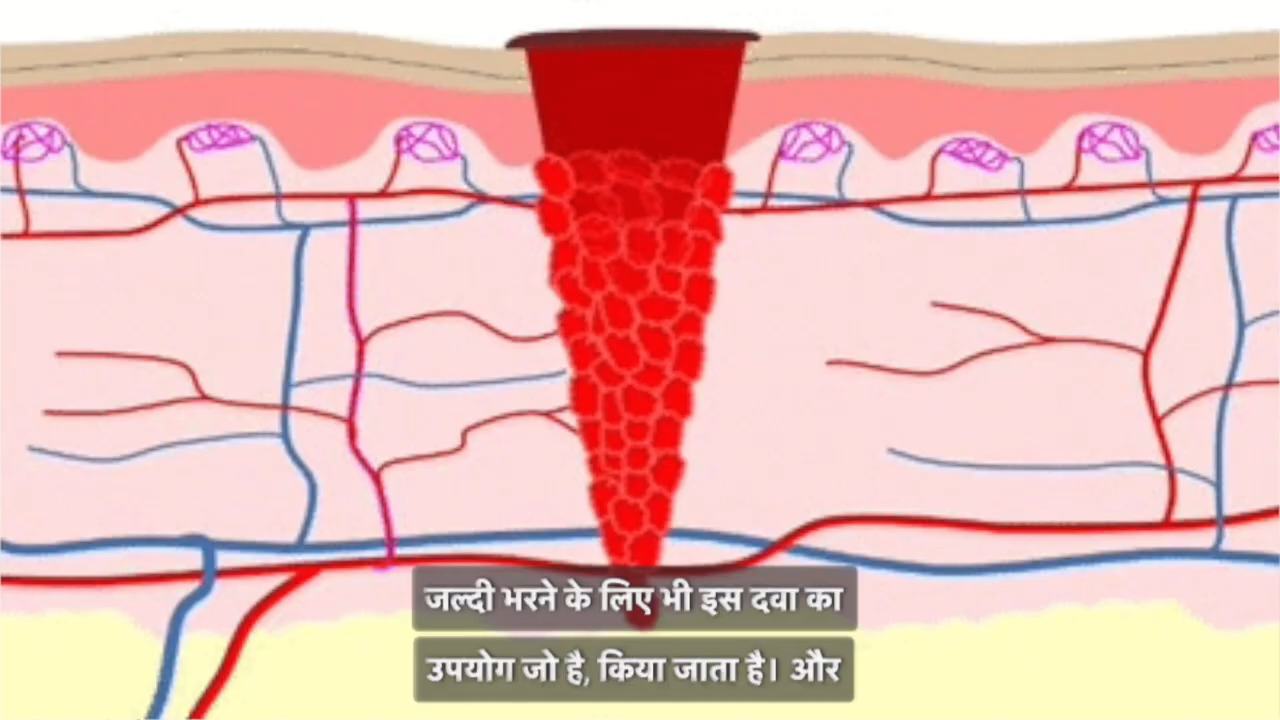 जल्दी भरने के लिए भी इस दवा का
उपयोग जो है, किया जाता है। और